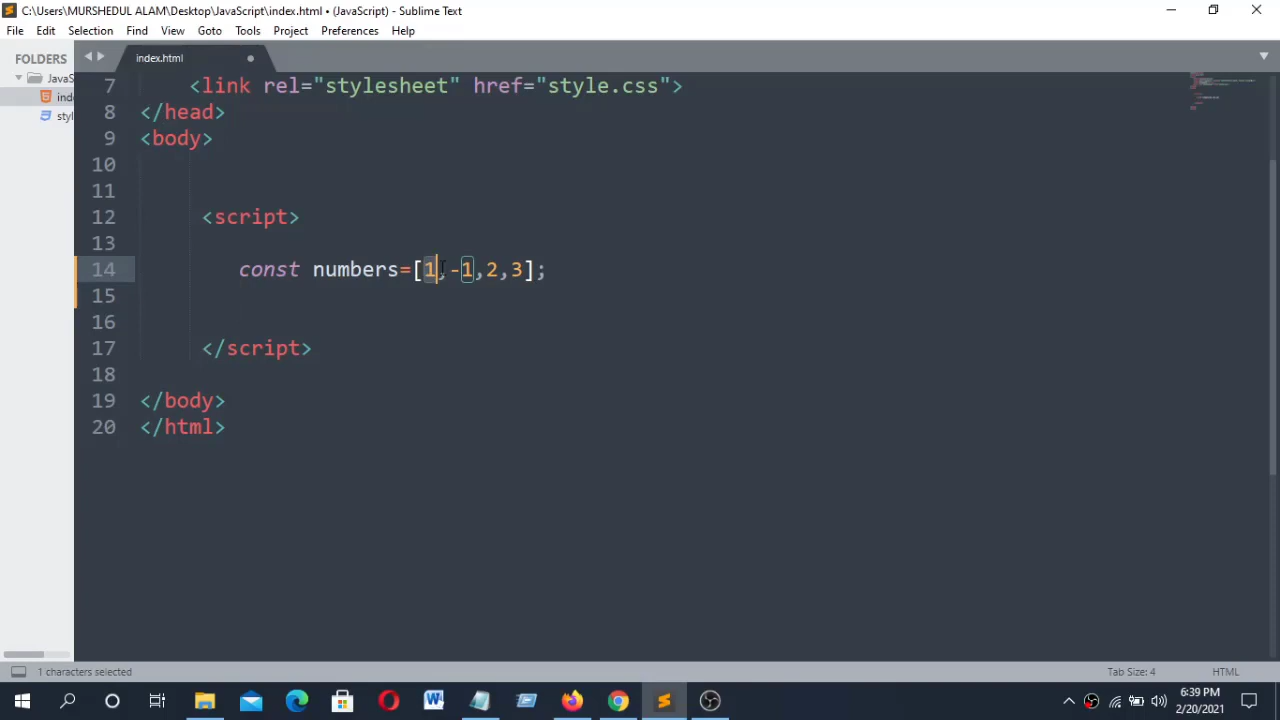 C:\Users\MURSHEDUL ALAM\Desktop\JavaScript\index.html • (JavaScript) - Sublime Text
File Edit Selection Find View Goto Tools Project Preferences Help
FOLDERS
index.html
JavaS
inde
styl
7 <link rel="stylesheet" href="style.css">
8 </head>
9 <body>
10
11
12 <script>
13
14 const numbers=[1,-1,2,3];
15
16
17 </script>
18
19 </body>
20 </html>
1 characters selected
Tab Size: 4
HTML
6:39 PM
2/20/2021